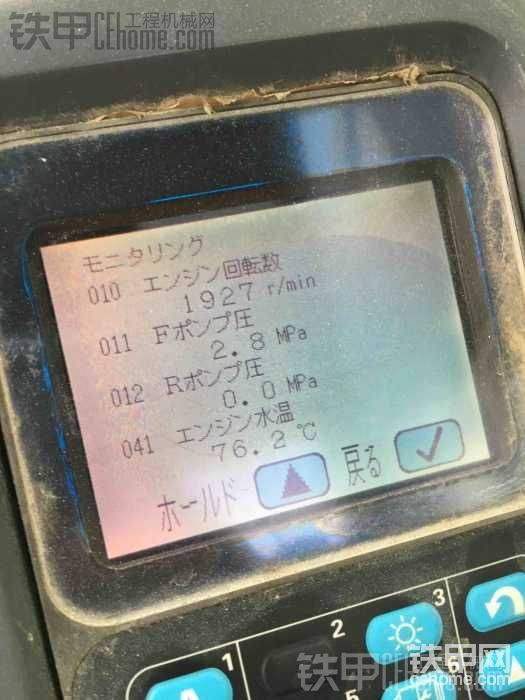 铁甲 工程机械网
CEhome.com
モニタリング
010 エンジン回転数
1927 r/min
011 Fポンプ圧
2.8 MPa
012 Rポンプ圧
0.0 MPa
041 エンジン水温
76.2 ℃
ホールド 戻る
1
2
3
5
6
铁甲网
铁甲
cehome.com